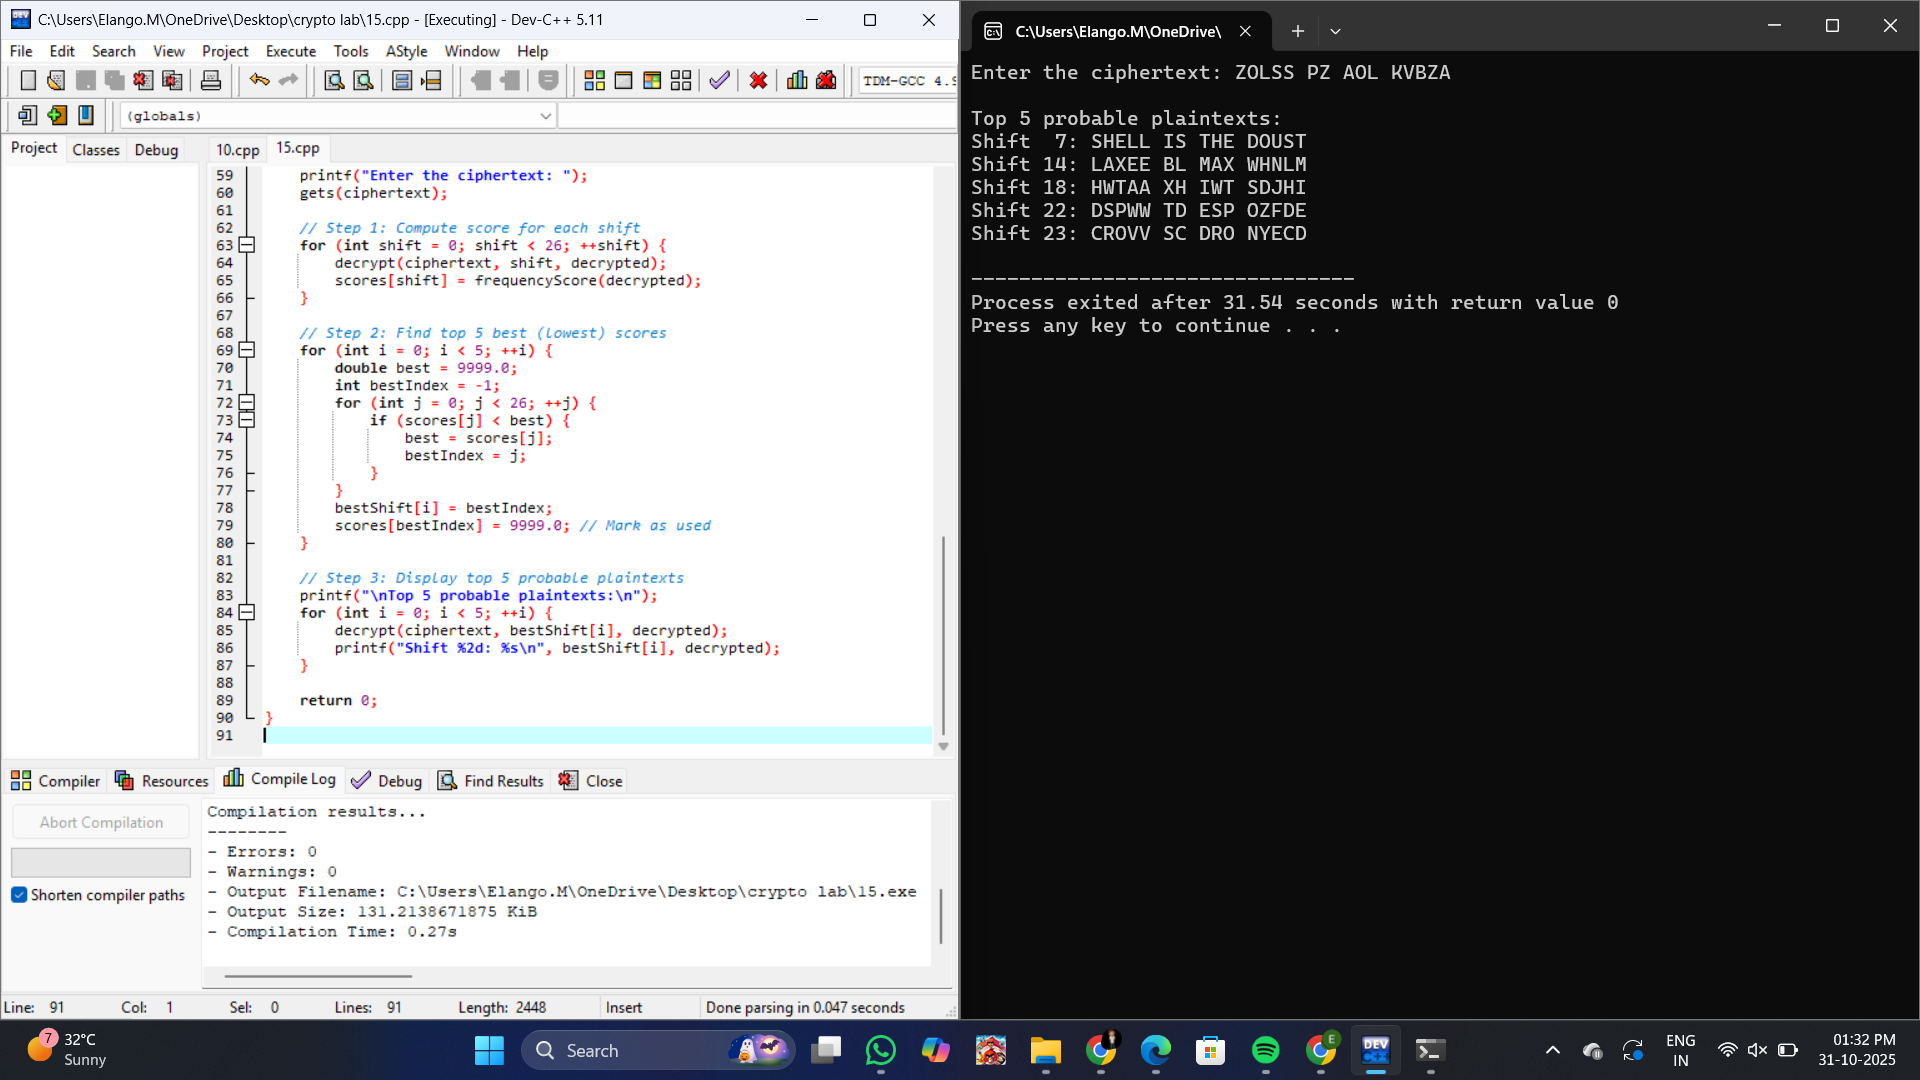 C:\Users\Elango.M\OneDrive\Desktop\crypto lab\15.cpp - [Executing] - Dev-C++ 5.11
File Edit Search View Project Execute Tools AStyle Window Help
TDM-GCC 4.9
(globals)
Project Classes Debug
10.cpp 15.cpp
59 printf("Enter the ciphertext: ");
60 gets(ciphertext);
61
62 // Step 1: Compute score for each shift
63 for (int shift = 0; shift < 26; ++shift) {
64 decrypt(ciphertext, shift, decrypted);
65 scores[shift] = frequencyScore(decrypted);
66 }
67
68 // Step 2: Find top 5 best (lowest) scores
69 for (int i = 0; i < 5; ++i) {
70 double best = 9999.0;
71 int bestIndex = -1;
72 for (int j = 0; j < 26; ++j) {
73 if (scores[j] < best) {
74 best = scores[j];
75 bestIndex = j;
76 }
77 }
78 bestShift[i] = bestIndex;
79 scores[bestIndex] = 9999.0; // Mark as used
80 }
81
82 // Step 3: Display top 5 probable plaintexts
83 printf("\nTop 5 probable plaintexts:\n");
84 for (int i = 0; i < 5; ++i) {
85 decrypt(ciphertext, bestShift[i], decrypted);
86 printf("Shift %2d: %s\n", bestShift[i], decrypted);
87 }
88
89 return 0;
90 }
91
Compiler Resources Compile Log Debug Find Results Close
Abort Compilation
Shorten compiler paths
Compilation results...
--------
- Errors: 0
- Warnings: 0
- Output Filename: C:\Users\Elango.M\OneDrive\Desktop\crypto lab\15.exe
- Output Size: 131.2138671875 KiB
- Compilation Time: 0.27s
Line: 91 Col: 1 Sel: 0 Lines: 91 Length: 2448 Insert Done parsing in 0.047 seconds
C:\Users\Elango.M\OneDrive\
Enter the ciphertext: ZOLSS PZ AOL KVBZA
Top 5 probable plaintexts:
Shift  7: SHELL IS THE DOUST
Shift 14: LAXEE BL MAX WHNLM
Shift 18: HWTAA XH IWT SDJHI
Shift 22: DSPWW TD ESP OZFDE
Shift 23: CROVV SC DRO NYECD
--------------------------------
Process exited after 31.54 seconds with return value 0
Press any key to continue . . .
7
32°C
Sunny
Search
DEV
C++
E
ENG
IN
01:32 PM
31-10-2025